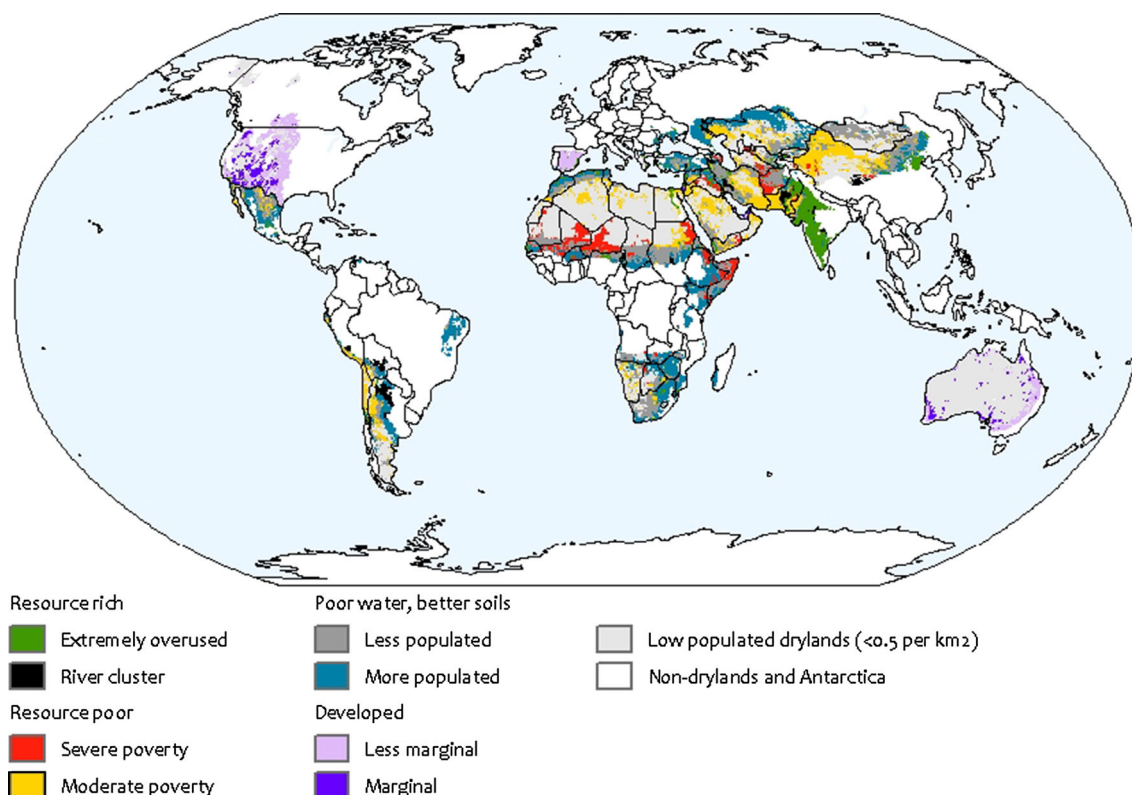 Resource rich
Extremely overused
River cluster
Resource poor
Severe poverty
Moderate poverty
Poor water, better soils
Less populated
More populated
Developed
Less marginal
Marginal
Low populated drylands (<0.5 per km2)
Non-drylands and Antarctica